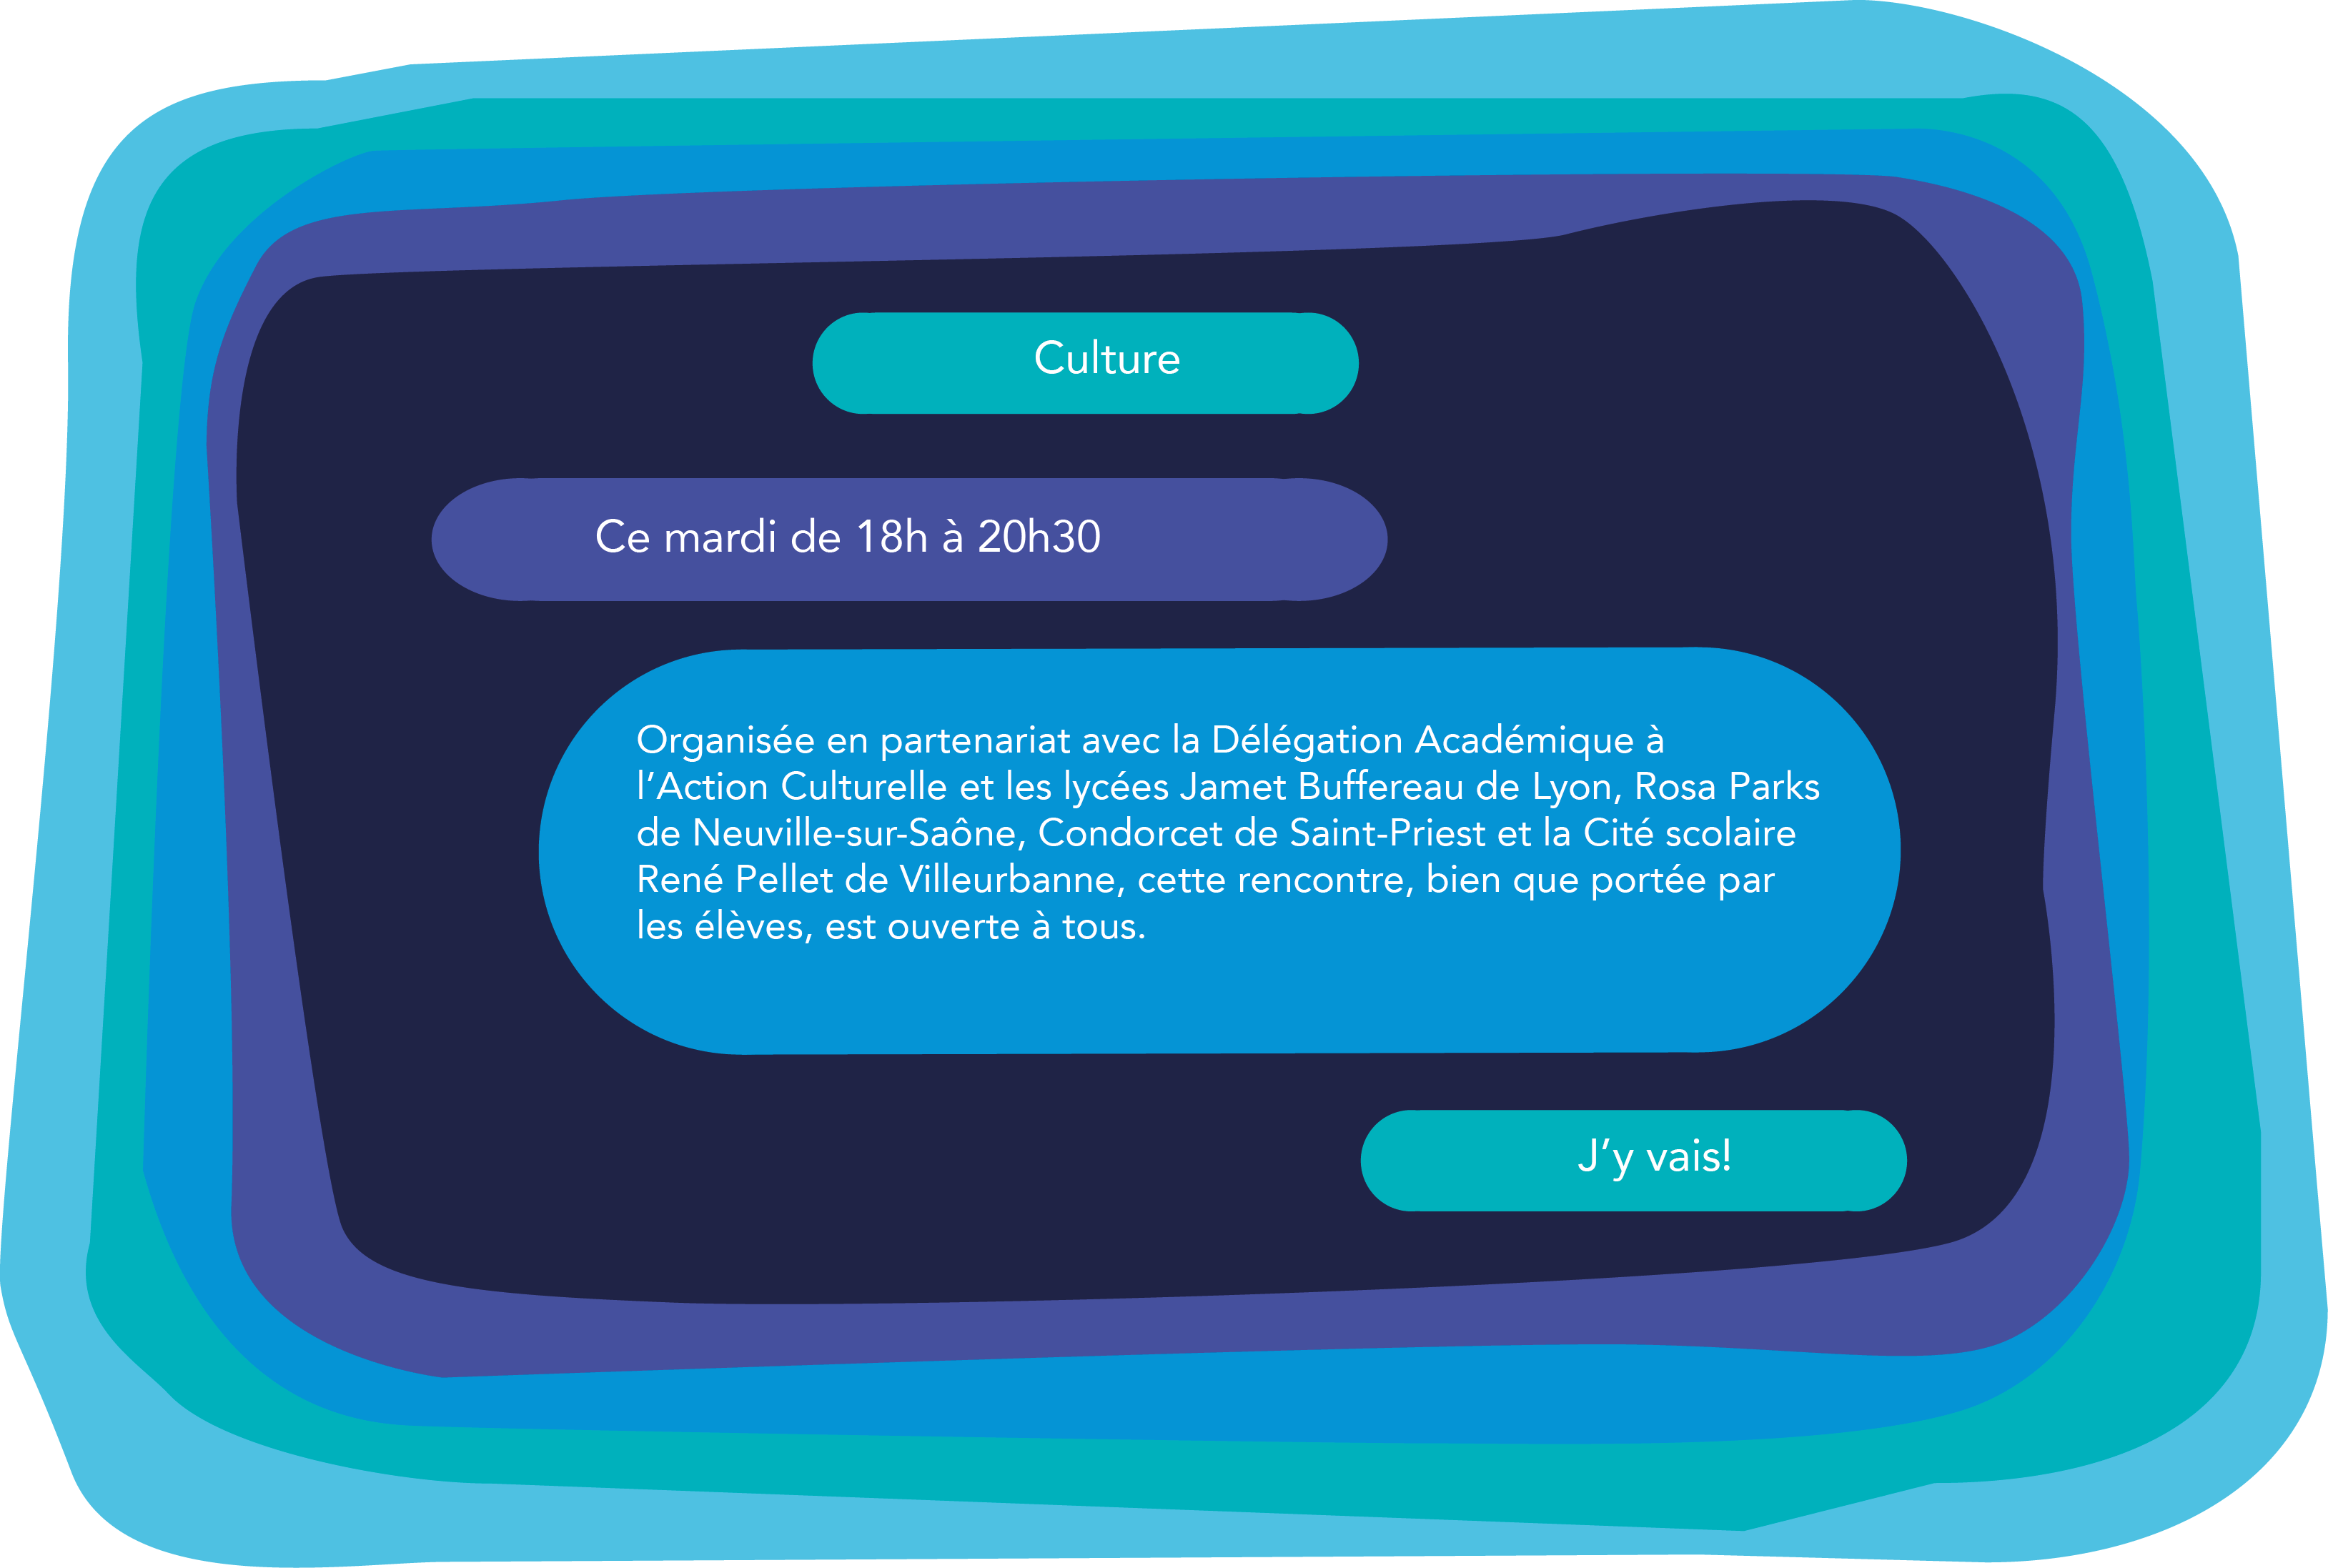 Culture
Ce mardi de 18h à 20h30
Organisée en partenariat avec la Délégation Académique à
l'Action Culturelle et les lycées Jamet Buffereau de Lyon, Rosa Parks
de Neuville-sur-Saône, Condorcet de Saint-Priest et la Cité scolaire
René Pellet de Villeurbanne, cette rencontre, bien que portée par
les élèves, est ouverte à tous.
J'y vais!